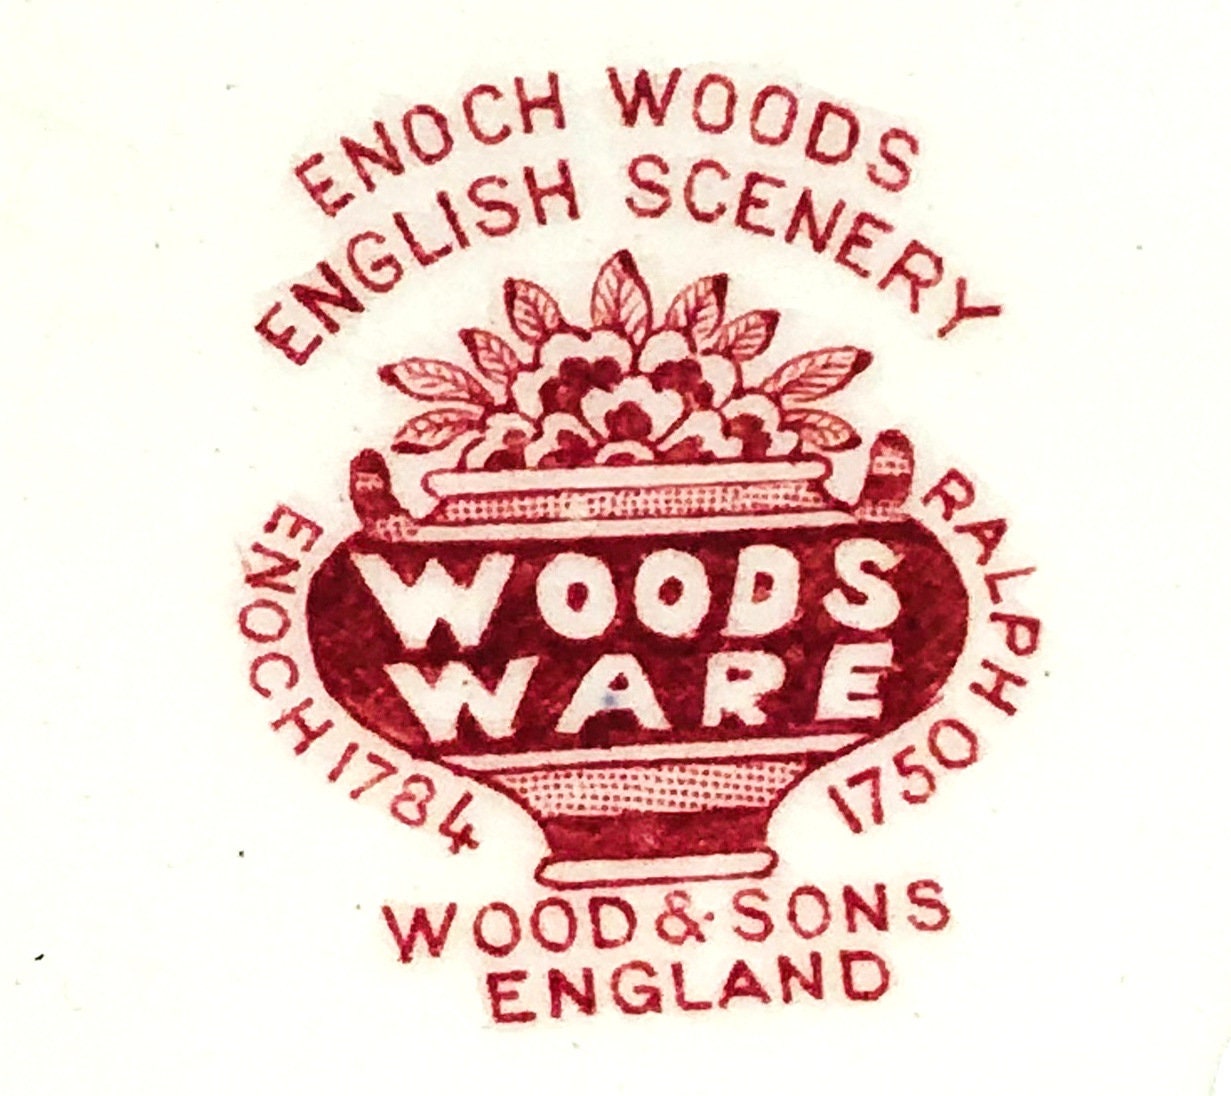 ENOCH WOODS
ENGLISH SCENERY
WOODS
WARE
ENOCH 1784
RALPH 1750
WOOD & SONS
ENGLAND